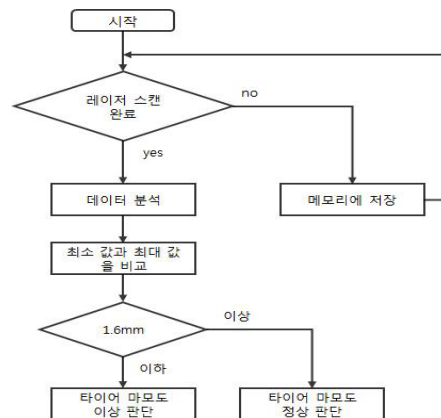 시작
레이저 스캔
완료
no
yes
데이터 분석
메모리에 저장
최소 값과 최대 값
을 비교
1.6mm
이상
이하
타이어 마모도
이상 판단
타이어 마모도
정상 판단